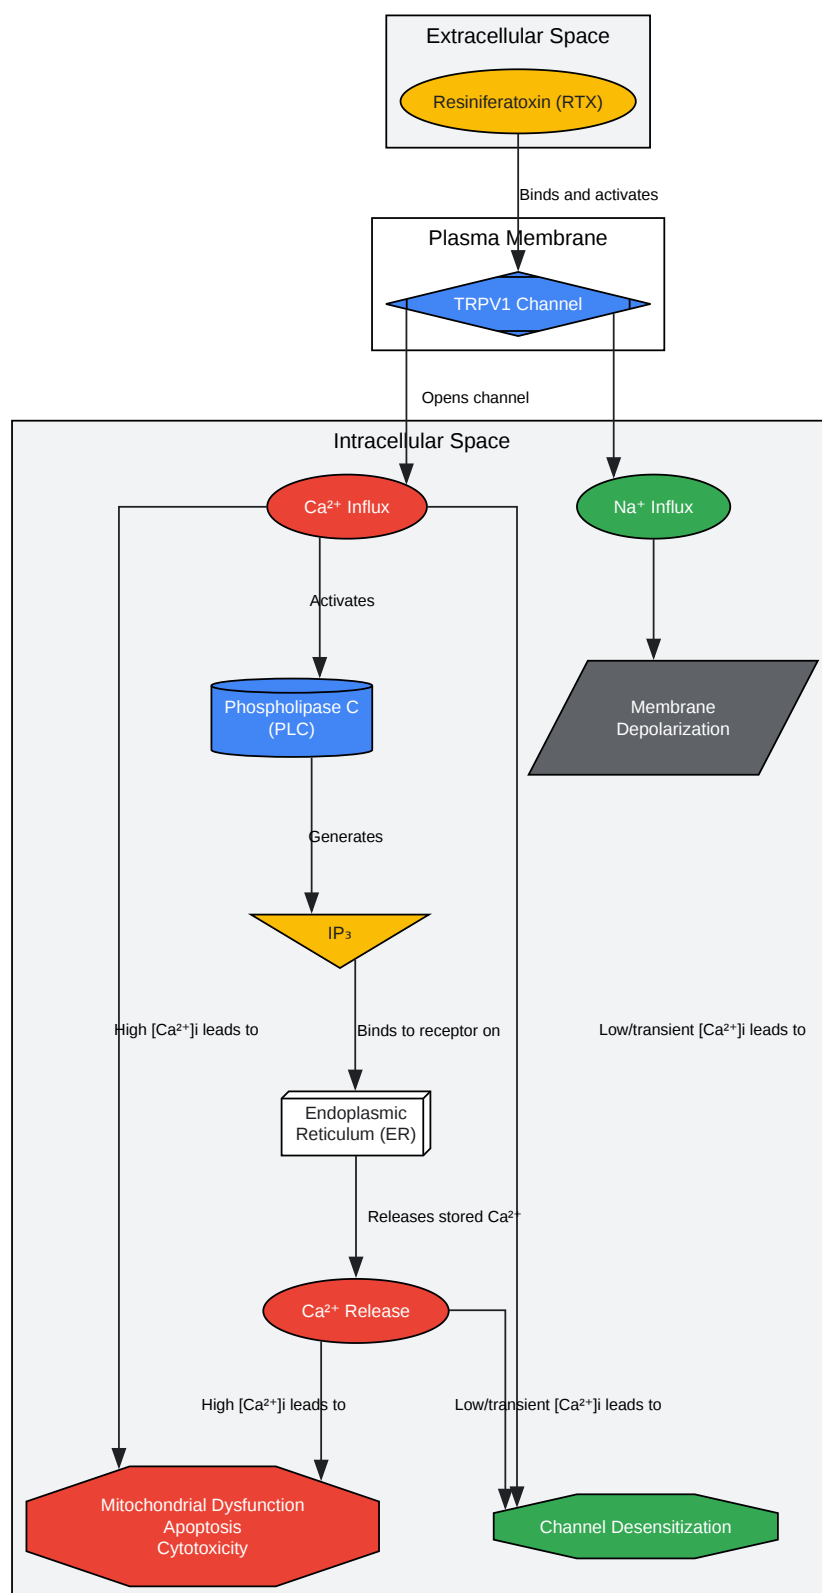 Extracellular Space
Resiniferatoxin (RTX)
Binds and activates
Plasma Membrane
TRPV1 Channel
Opens channel
Intracellular Space
Ca²⁺ Influx
Na⁺ Influx
Activates
Phospholipase C
(PLC)
Membrane
Depolarization
Generates
IP₃
High [Ca²⁺]i leads to
Binds to receptor on
Low/transient [Ca²⁺]i leads to
Endoplasmic
Reticulum (ER)
Releases stored Ca²⁺
Ca²⁺ Release
High [Ca²⁺]i leads to
Low/transient [Ca²⁺]i leads to
Mitochondrial Dysfunction
Apoptosis
Cytotoxicity
Channel Desensitization